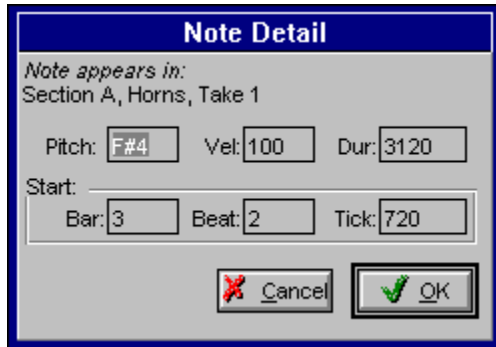 Note Detail
Note appears in:
Section A, Horns, Take 1
Pitch: F#4 Vel: 100 Dur: 3120
Start:
Bar: 3 Beat: 2 Tick: 720
Cancel OK